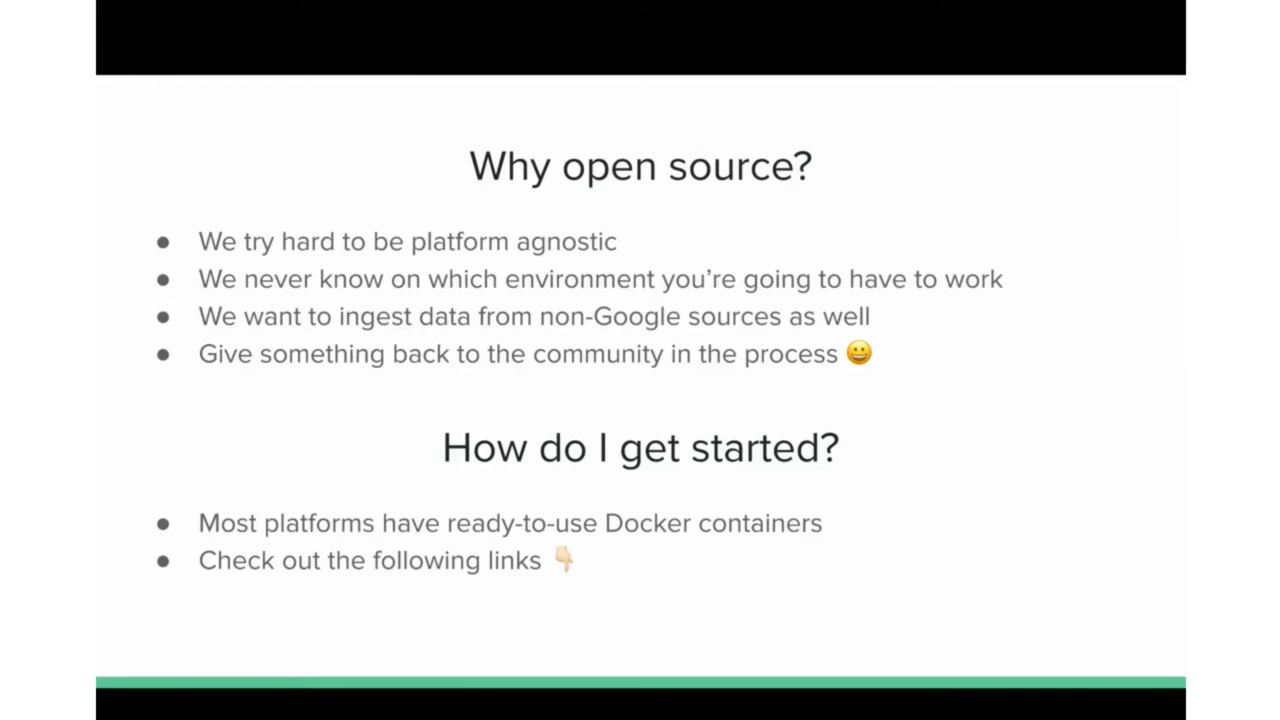 Why open source?
● We try hard to be platform agnostic
● We never know on which environment you’re going to have to work
● We want to ingest data from non-Google sources as well
● Give something back to the community in the process 😀
How do I get started?
● Most platforms have ready-to-use Docker containers
● Check out the following links 👇🏻